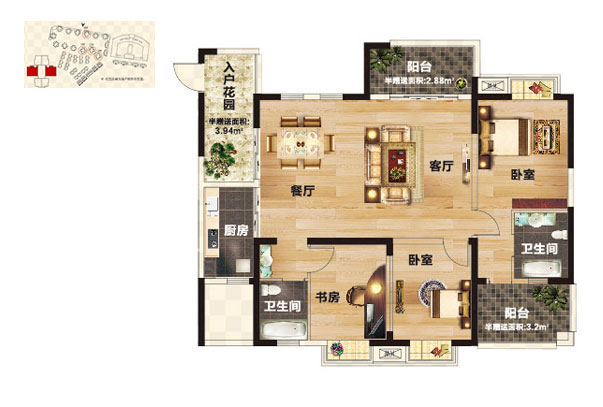 入户花园
半赠送面积:
3.94m²
阳台
半赠送面积:2.88m²
餐厅
客厅
卧室
厨房
卫生间
卧室
卫生间
书房
阳台
半赠送面积:3.2m²